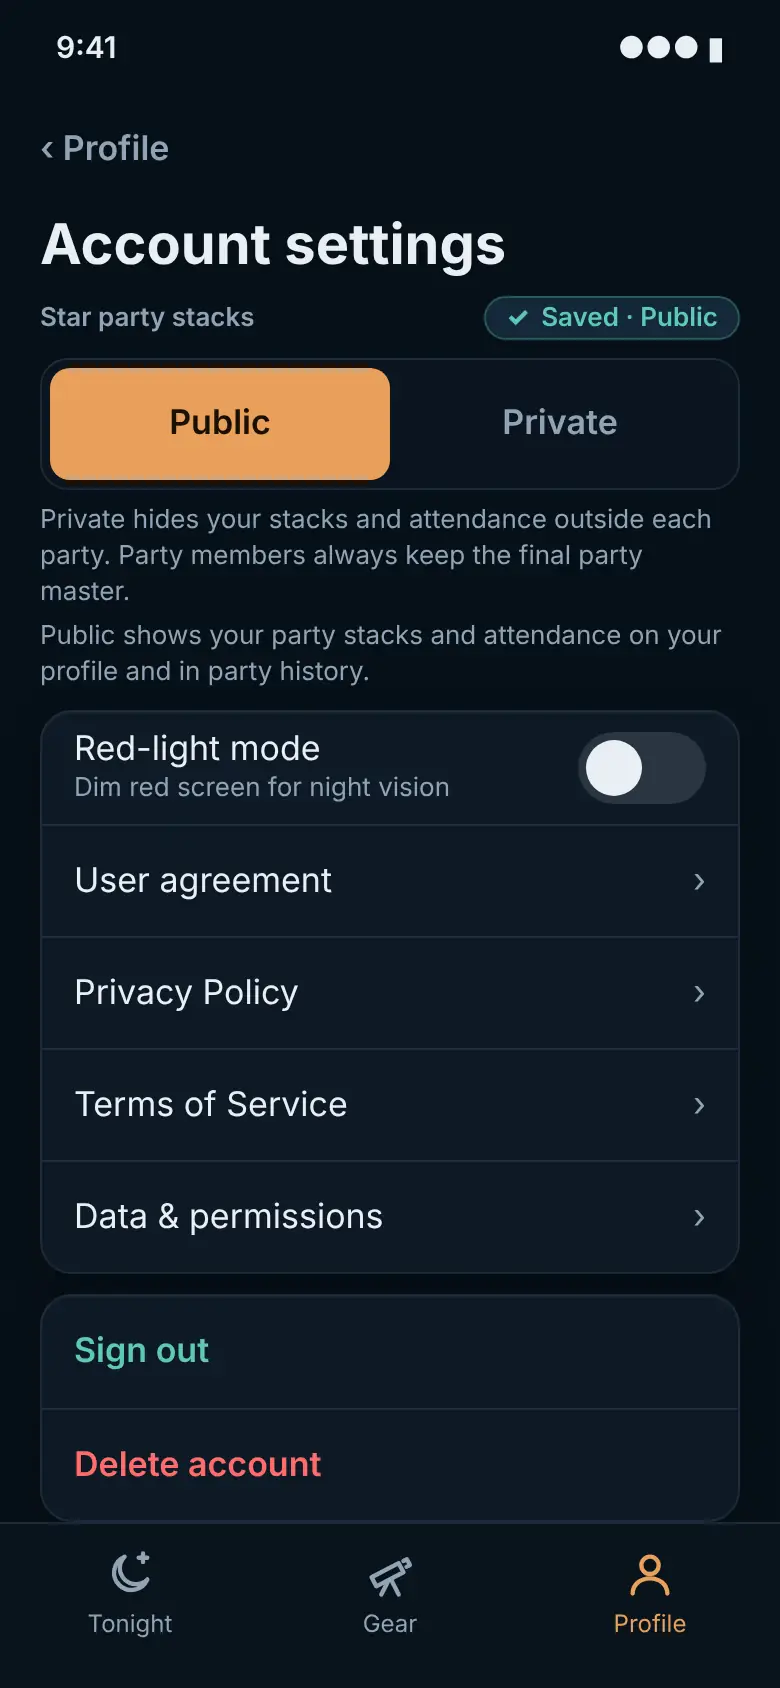 9:41
‹ Profile
Account settings
Star party stacks
✓ Saved · Public
Public
Private
Private hides your stacks and attendance outside each
party. Party members always keep the final party
master.
Public shows your party stacks and attendance on your
profile and in party history.
Red-light mode
Dim red screen for night vision
User agreement ›
Privacy Policy ›
Terms of Service ›
Data & permissions ›
Sign out
Delete account
Tonight
Gear
Profile